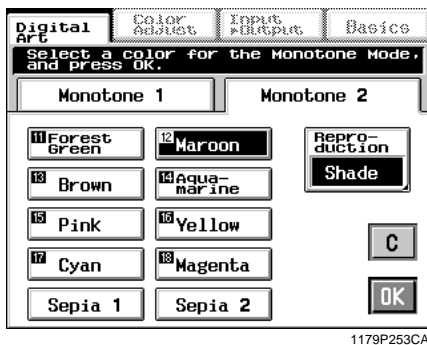 Digital Art
Color Adjust
Input ▸Output
Basics
Select a color for the Monotone Mode,
and press OK.
Monotone 1
Monotone 2
11 Forest Green
12 Maroon
Repro-
duction
Shade
13 Brown
14 Aqua-
marine
15 Pink
16 Yellow
C
17 Cyan
18 Magenta
OK
Sepia 1
Sepia 2
1179P253CA